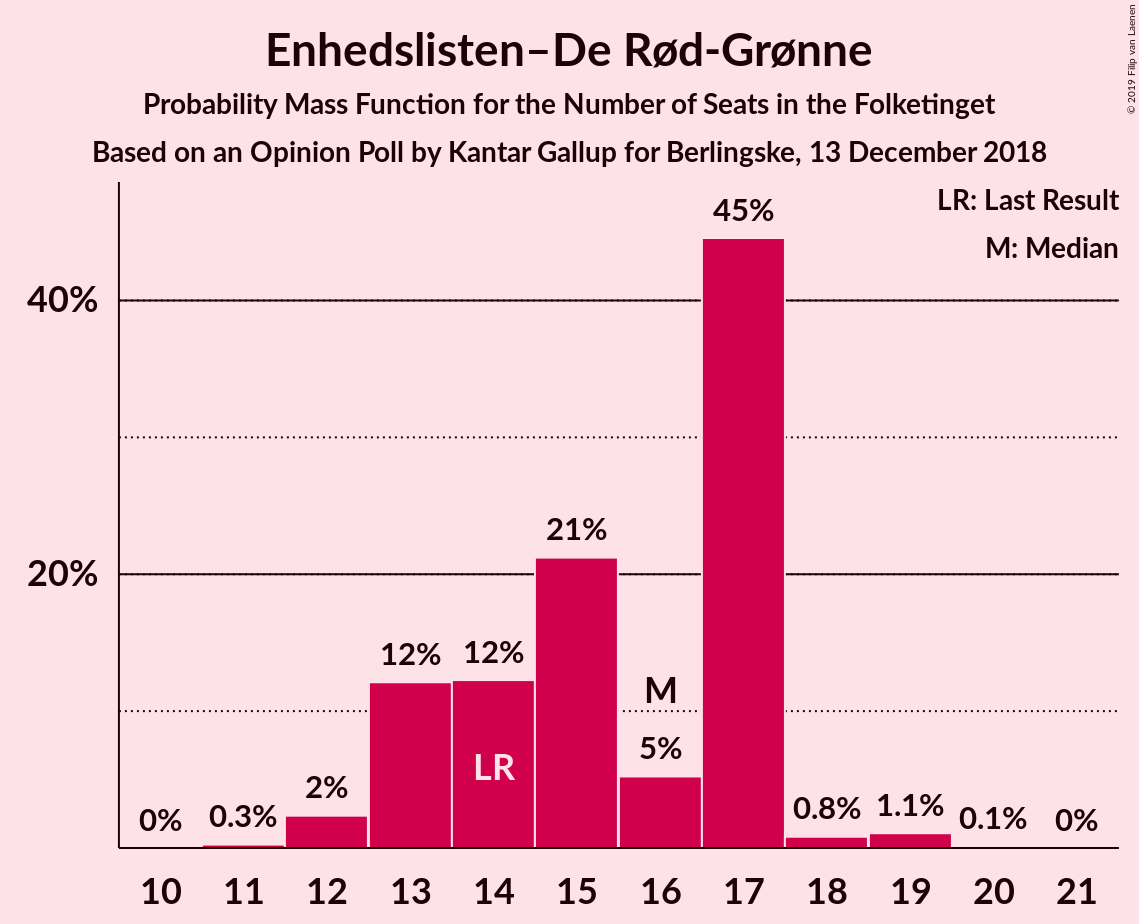 Enhedslisten–De Rød-Grønne
Probability Mass Function for the Number of Seats in the Folketinget
Based on an Opinion Poll by Kantar Gallup for Berlingske, 13 December 2018
© 2019 Filip van Laenen
LR: Last Result
M: Median
45%
40%
21%
20%
12%
12%
M
5%
LR
2%
0%
0.3%
0.8%
1.1%
0.1%
0%
10 11 12 13 14 15 16 17 18 19 20 21